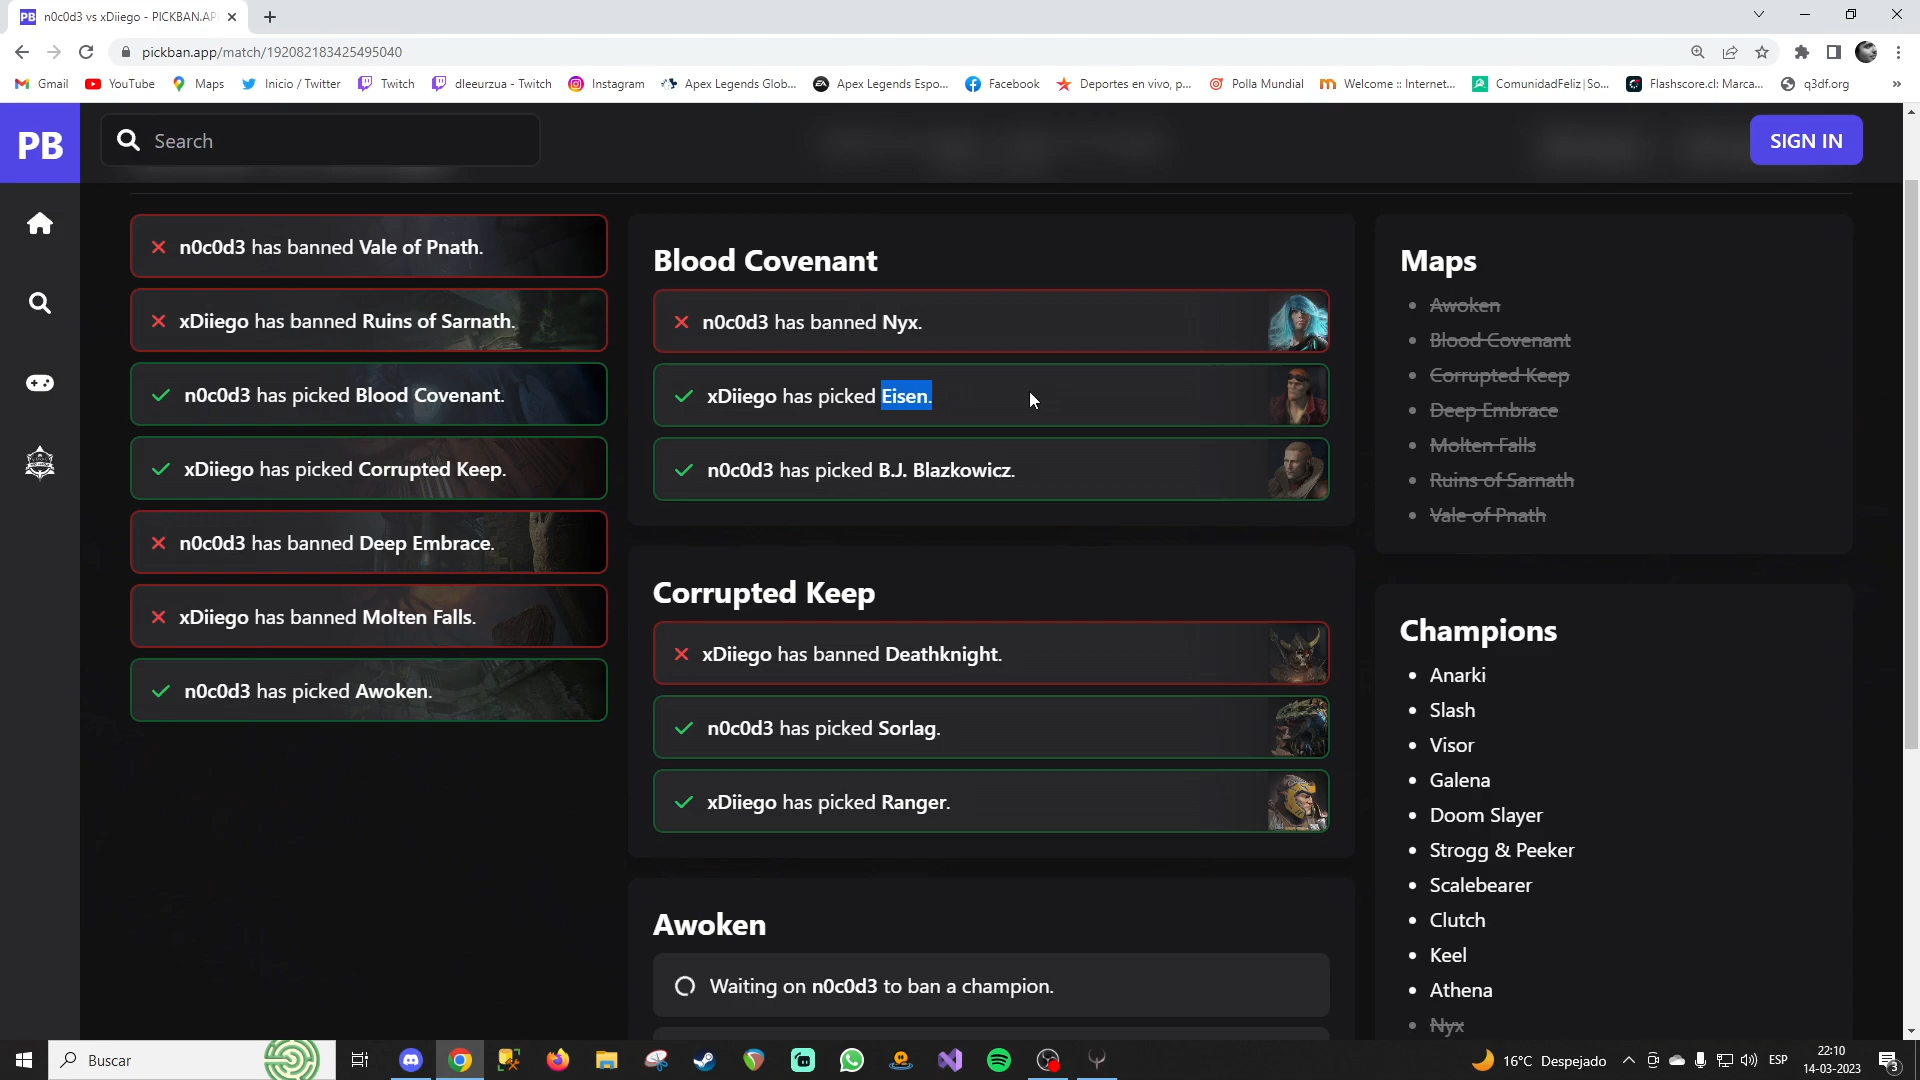 n0c0d3 vs xDiiego - PICKBAN.AP
pickban.app/match/192082183425495040
Gmail
YouTube
Maps
Inicio / Twitter
Twitch
dleeurzua - Twitch
Instagram
Apex Legends Glob...
Apex Legends Espo...
Facebook
Deportes en vivo, p...
Polla Mundial
Welcome :: Internet...
ComunidadFeliz | So...
Flashscore.cl: Marca...
q3df.org
»
PB
Search
SIGN IN
n0c0d3 has banned Vale of Pnath.
xDiiego has banned Ruins of Sarnath.
n0c0d3 has picked Blood Covenant.
xDiiego has picked Corrupted Keep.
n0c0d3 has banned Deep Embrace.
xDiiego has banned Molten Falls.
n0c0d3 has picked Awoken.
Blood Covenant
n0c0d3 has banned Nyx.
xDiiego has picked Eisen.
n0c0d3 has picked B.J. Blazkowicz.
Corrupted Keep
xDiiego has banned Deathknight.
n0c0d3 has picked Sorlag.
xDiiego has picked Ranger.
Awoken
Waiting on n0c0d3 to ban a champion.
Maps
Awoken
Blood Covenant
Corrupted Keep
Deep Embrace
Molten Falls
Ruins of Sarnath
Vale of Pnath
Champions
Anarki
Slash
Visor
Galena
Doom Slayer
Strogg & Peeker
Scalebearer
Clutch
Keel
Athena
Nyx
Buscar
16°C Despejado
ESP
22:10
14-03-2023
3